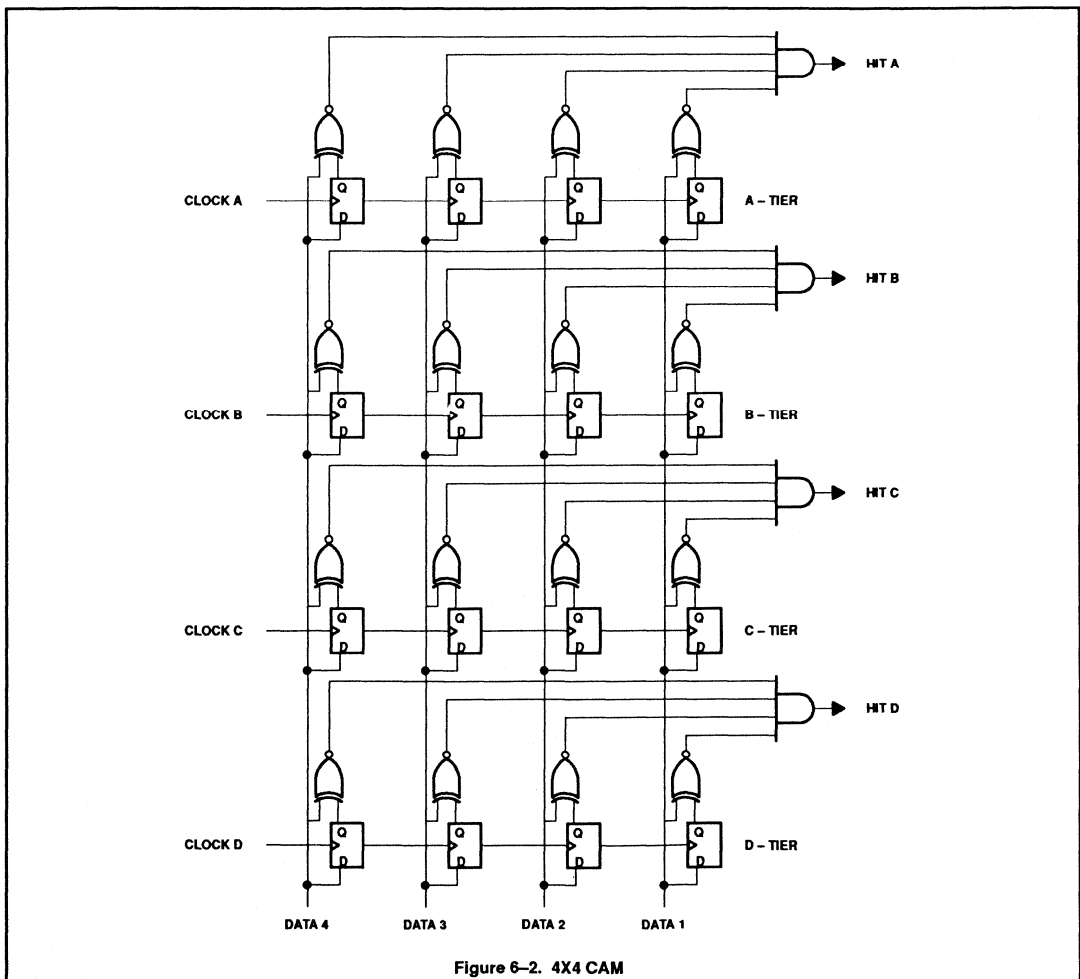 HIT A
Q Q Q Q
CLOCK A A – TIER
D D D D
HIT B
Q Q Q Q
CLOCK B B – TIER
D D D D
HIT C
Q Q Q Q
CLOCK C C – TIER
D D D D
HIT D
Q Q Q Q
CLOCK D D – TIER
D D D D
DATA 4 DATA 3 DATA 2 DATA 1
Figure 6–2. 4X4 CAM